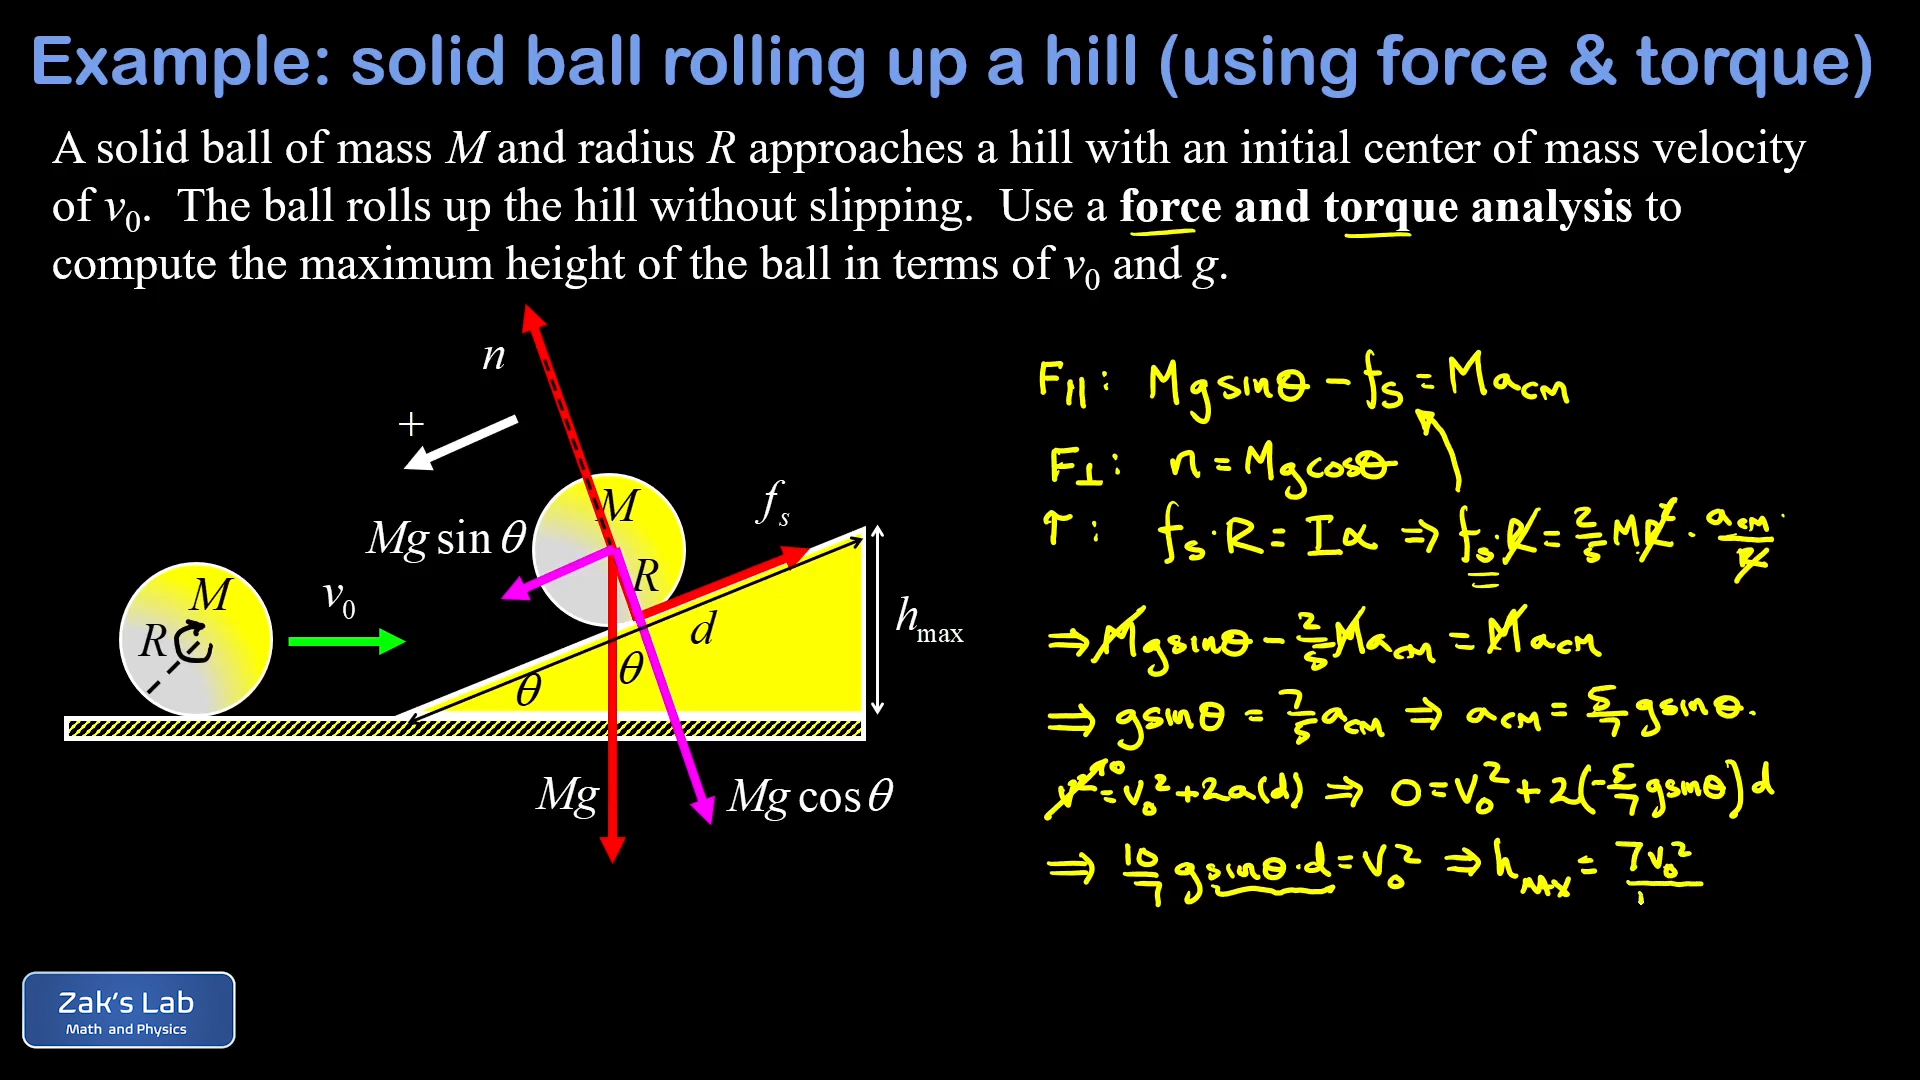 Example: solid ball rolling up a hill (using force & torque)
A solid ball of mass M and radius R approaches a hill with an initial center of mass velocity
of v₀. The ball rolls up the hill without slipping. Use a force and torque analysis to
compute the maximum height of the ball in terms of v₀ and g.
n
+
Mg sin θ
M
R
fₛ
d
θ
θ
hmax
M
R
v₀
Mg
Mg cos θ
F||: Mg sinθ - fs = MaCM
F⊥: n = Mg cosθ
τ: fs·R = Iα ⇒ fs·R = 2/5 MR² · aCM/R
⇒ Mg sinθ - 2/5 MaCM = MaCM
⇒ g sinθ = 7/5 aCM ⇒ aCM = 5/7 g sinθ.
v²→0 = v₀² + 2a(d) ⇒ 0 = v₀² + 2(-5/7 g sinθ)d
⇒ 10/7 g sinθ·d = v₀² ⇒ hMAX = 7v₀²/
Zak's Lab
Math and Physics